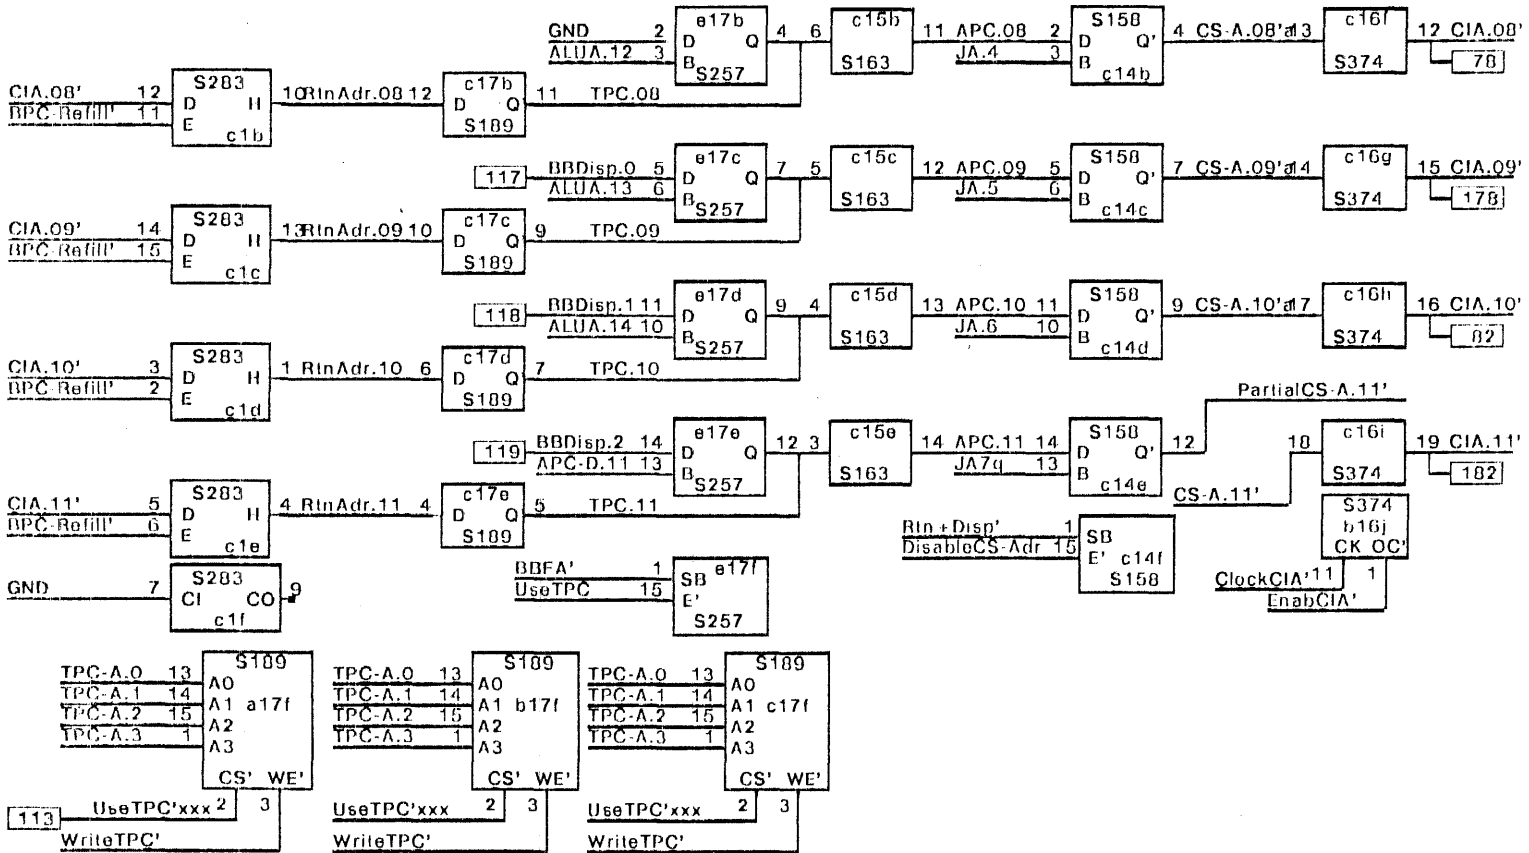 GND 2 e17b 4 6 c15b 11 APC.08 2 S158 4 CS-A.08'a13 c16f 12 CIA.08'
D Q D Q'
ALUA.12 3 B S257 S163 JA.4 3 B c14b S374 78
CIA.08' 12 S283 10 RtnAdr.08 12 c17b 11 TPC.08
D H D Q
BPC-Refill' 11 E c1b S189
117 BBDisp.0 5 e17c 7 5 c15c 12 APC.09 5 S158 7 CS-A.09'a14 c16g 15 CIA.09'
D Q D Q'
ALUA.13 6 B S257 S163 JA.5 6 B c14c S374 178
CIA.09' 14 S283 13 RtnAdr.09 10 c17c 9 TPC.09
D H D Q
BPC-Refill' 15 E c1c S189
118 BBDisp.1 11 e17d 9 4 c15d 13 APC.10 11 S158 9 CS-A.10'a17 c16h 16 CIA.10'
D Q D Q'
ALUA.14 10 B S257 S163 JA.6 10 B c14d S374 82
CIA.10' 3 S283 1 RtnAdr.10 6 c17d 7 TPC.10
D H D Q
BPC-Refill' 2 E c1d S189
PartialCS-A.11'
119 BBDisp.2 14 e17e 12 3 c15e 14 APC.11 14 S158 12 18 c16i 19 CIA.11'
D Q D Q'
APC-D.11 13 B S257 S163 JA7q 13 B c14e S374 182
CS-A.11'
CIA.11' 5 S283 4 RtnAdr.11 4 c17e 5 TPC.11
D H D Q
BPC-Refill' 6 E c1e S189
Rtn+Disp' 1 SB
DisableCS-Adr 15 E' c14f
S158
S374
b16j
CK OC'
ClockCIA' 11 1
EnabCIA'
GND 7 S283 9
CI CO
c1f
BBFA' 1 SB e17f
UseTPC 15 E'
S257
S189 S189 S189
TPC-A.0 13 A0 TPC-A.0 13 A0 TPC-A.0 13 A0
TPC-A.1 14 A1 a17f TPC-A.1 14 A1 b17f TPC-A.1 14 A1 c17f
TPC-A.2 15 A2 TPC-A.2 15 A2 TPC-A.2 15 A2
TPC-A.3 1 A3 TPC-A.3 1 A3 TPC-A.3 1 A3
CS' WE' CS' WE' CS' WE'
113 UseTPC'xxx 2 3 UseTPC'xxx 2 3 UseTPC'xxx 2 3
WriteTPC' WriteTPC' WriteTPC'